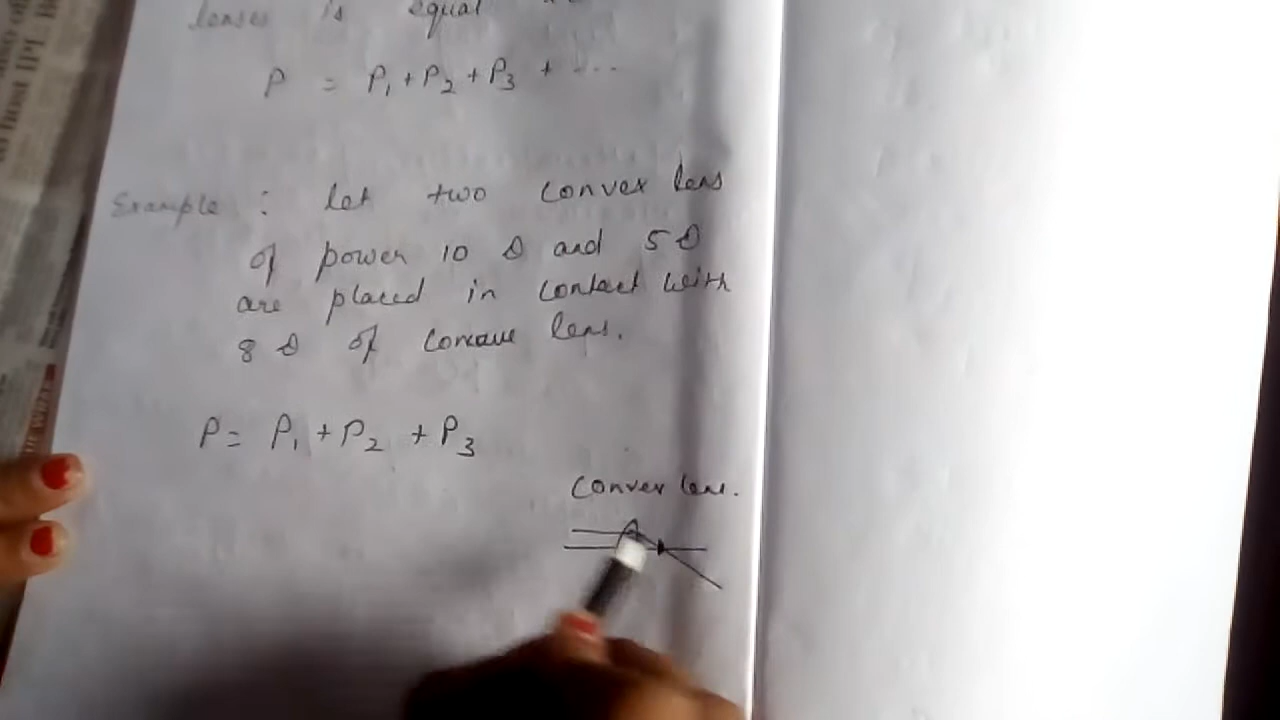 lenses is equal
P = P1 + P2 + P3 + ...
Example : let two convex lens
of power 10 D and 5 D
are placed in contact with
8 D of concave lens.
P = P1 + P2 + P3
Convex lens.